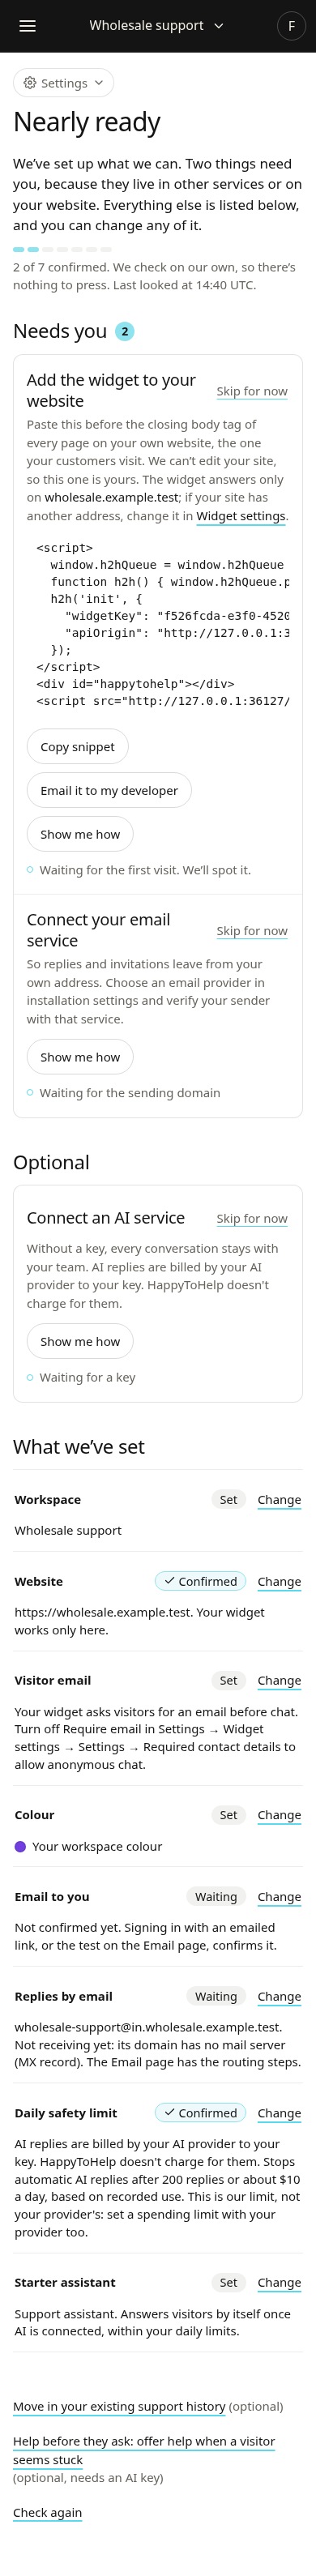 Wholesale support
F
Settings
Nearly ready
We've set up what we can. Two things need
you, because they live in other services or on
your website. Everything else is listed below,
and you can change any of it.
2 of 7 confirmed. We check on our own, so there's
nothing to press. Last looked at 14:40 UTC.
Needs you 2
Add the widget to your
website
Skip for now
Paste this before the closing body tag of
every page on your own website, the one
your customers visit. We can't edit your site,
so this one is yours. The widget answers only
on wholesale.example.test; if your site has
another address, change it in Widget settings.
<script>
window.h2hQueue = window.h2hQueue
function h2h() { window.h2hQueue.p
h2h('init', {
"widgetKey": "f526fcda-e3f0-4520
"apiOrigin": "http://127.0.0.1:3
});
</script>
<div id="happytohelp"></div>
<script src="http://127.0.0.1:36127/
Copy snippet
Email it to my developer
Show me how
Waiting for the first visit. We'll spot it.
Connect your email
service
Skip for now
So replies and invitations leave from your
own address. Choose an email provider in
installation settings and verify your sender
with that service.
Show me how
Waiting for the sending domain
Optional
Connect an AI service
Skip for now
Without a key, every conversation stays with
your team. AI replies are billed by your AI
provider to your key. HappyToHelp doesn't
charge for them.
Show me how
Waiting for a key
What we've set
Workspace Set Change
Wholesale support
Website Confirmed Change
https://wholesale.example.test. Your widget
works only here.
Visitor email Set Change
Your widget asks visitors for an email before chat.
Turn off Require email in Settings → Widget
settings → Settings → Required contact details to
allow anonymous chat.
Colour Set Change
Your workspace colour
Email to you Waiting Change
Not confirmed yet. Signing in with an emailed
link, or the test on the Email page, confirms it.
Replies by email Waiting Change
wholesale-support@in.wholesale.example.test.
Not receiving yet: its domain has no mail server
(MX record). The Email page has the routing steps.
Daily safety limit Confirmed Change
AI replies are billed by your AI provider to your
key. HappyToHelp doesn't charge for them. Stops
automatic AI replies after 200 replies or about $10
a day, based on recorded use. This is our limit, not
your provider's: set a spending limit with your
provider too.
Starter assistant Set Change
Support assistant. Answers visitors by itself once
AI is connected, within your daily limits.
Move in your existing support history (optional)
Help before they ask: offer help when a visitor
seems stuck
(optional, needs an AI key)
Check again